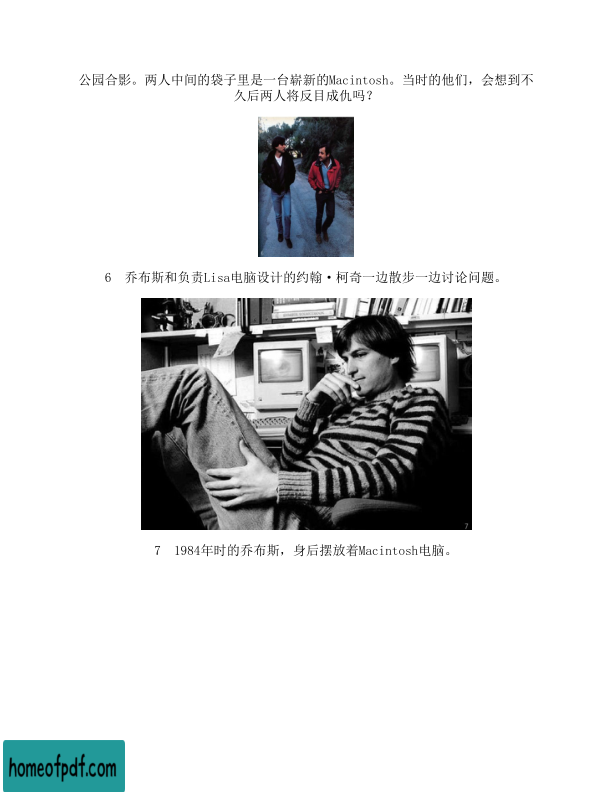 公园合影。两人中间的袋子里是一台崭新的Macintosh。当时的他们，会想到不
久后两人将反目成仇吗？
6 乔布斯和负责Lisa电脑设计的约翰·柯奇一边散步一边讨论问题。
7
7 1984年时的乔布斯，身后摆放着Macintosh电脑。
homeofpdf.com